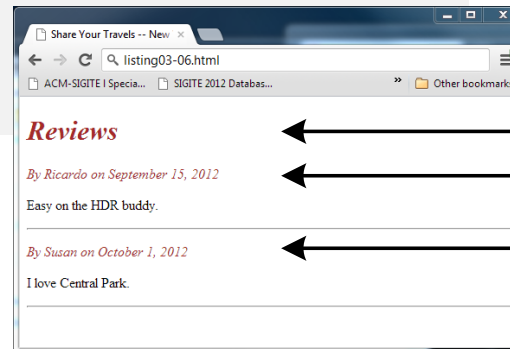 Share Your Travels -- New
listing03-06.html
ACM-SIGITE I Specia... SIGITE 2012 Databas... » Other bookmarks
Reviews
By Ricardo on September 15, 2012
Easy on the HDR buddy.
By Susan on October 1, 2012
I love Central Park.